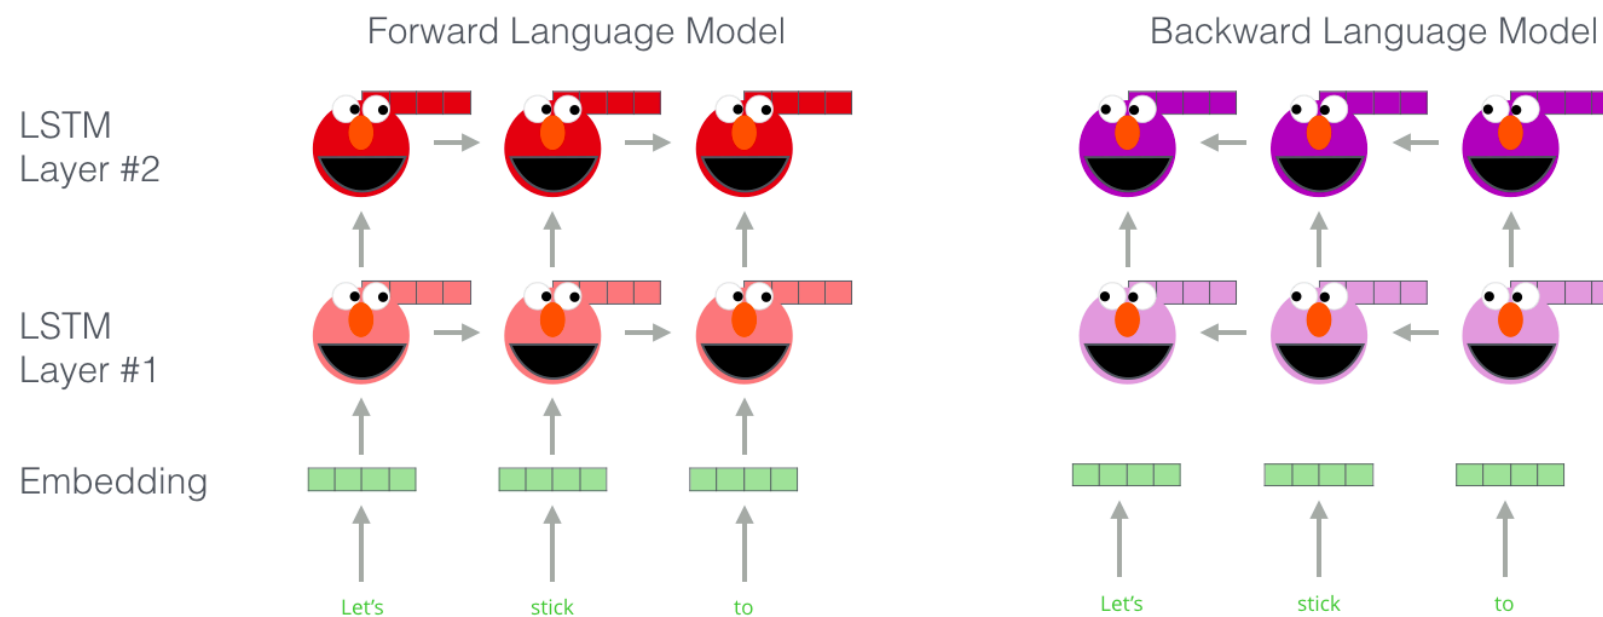 Forward Language Model
Backward Language Model
LSTM
Layer #2
LSTM
Layer #1
Embedding
Let's
stick
to
Let's
stick
to